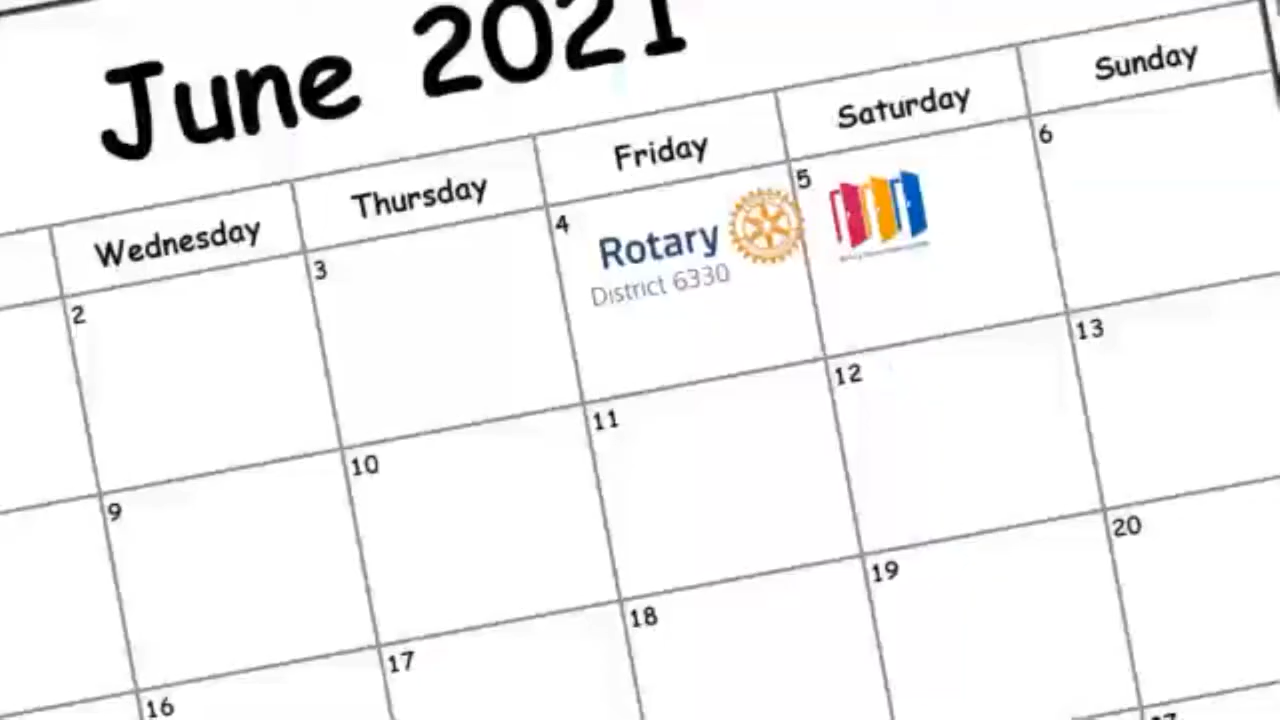 June 2021
Wednesday Thursday Friday Saturday Sunday
2 3 4 5 6
Rotary
District 6330
9 10 11 12 13
16 17 18 19 20